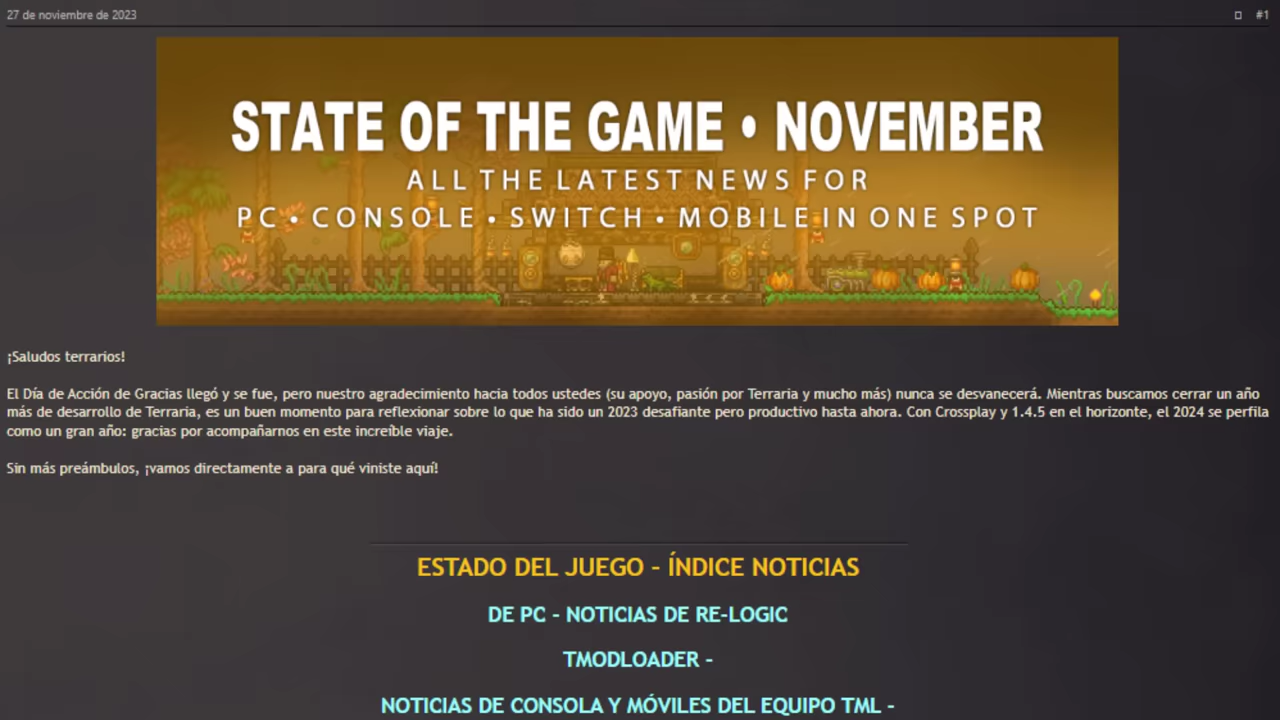 27 de noviembre de 2023
#1
STATE OF THE GAME • NOVEMBER
ALL THE LATEST NEWS FOR
PC • CONSOLE • SWITCH • MOBILE IN ONE SPOT
¡Saludos terrarios!
El Día de Acción de Gracias llegó y se fue, pero nuestro agradecimiento hacia todos ustedes (su apoyo, pasión por Terraria y mucho más) nunca se desvanecerá. Mientras buscamos cerrar un año
más de desarrollo de Terraria, es un buen momento para reflexionar sobre lo que ha sido un 2023 desafiante pero productivo hasta ahora. Con Crossplay y 1.4.5 en el horizonte, el 2024 se perfila
como un gran año: gracias por acompañarnos en este increíble viaje.
Sin más preámbulos, ¡vamos directamente a para qué viniste aquí!
ESTADO DEL JUEGO - ÍNDICE NOTICIAS
DE PC - NOTICIAS DE RE-LOGIC
TMODLOADER -
NOTICIAS DE CONSOLA Y MÓVILES DEL EQUIPO TML -